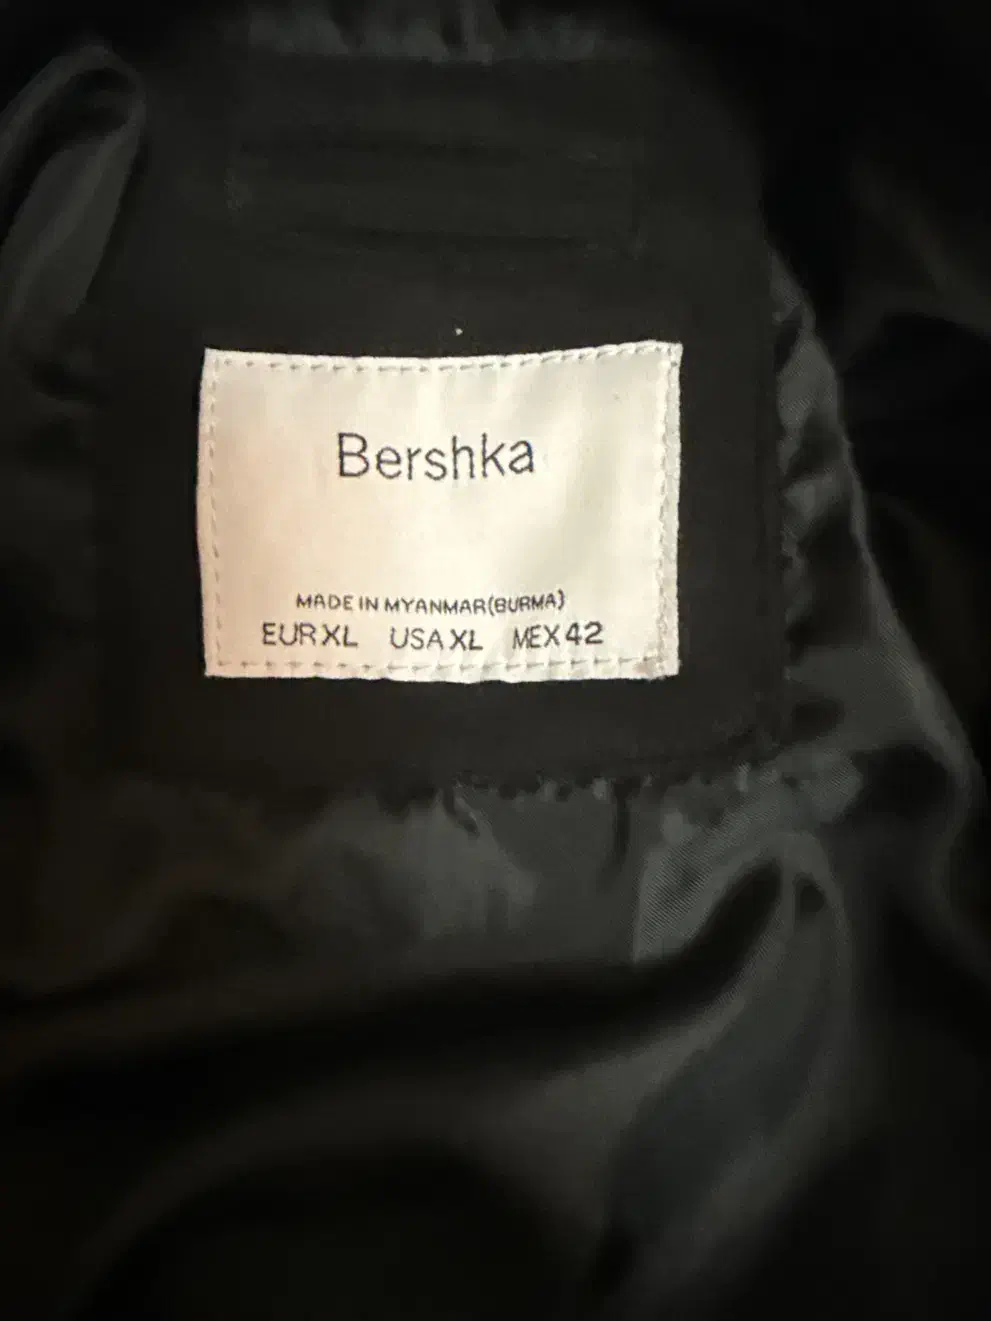 Bershka
MADE IN MYANMAR(BURMA)
EUR XL USA XL MEX 42